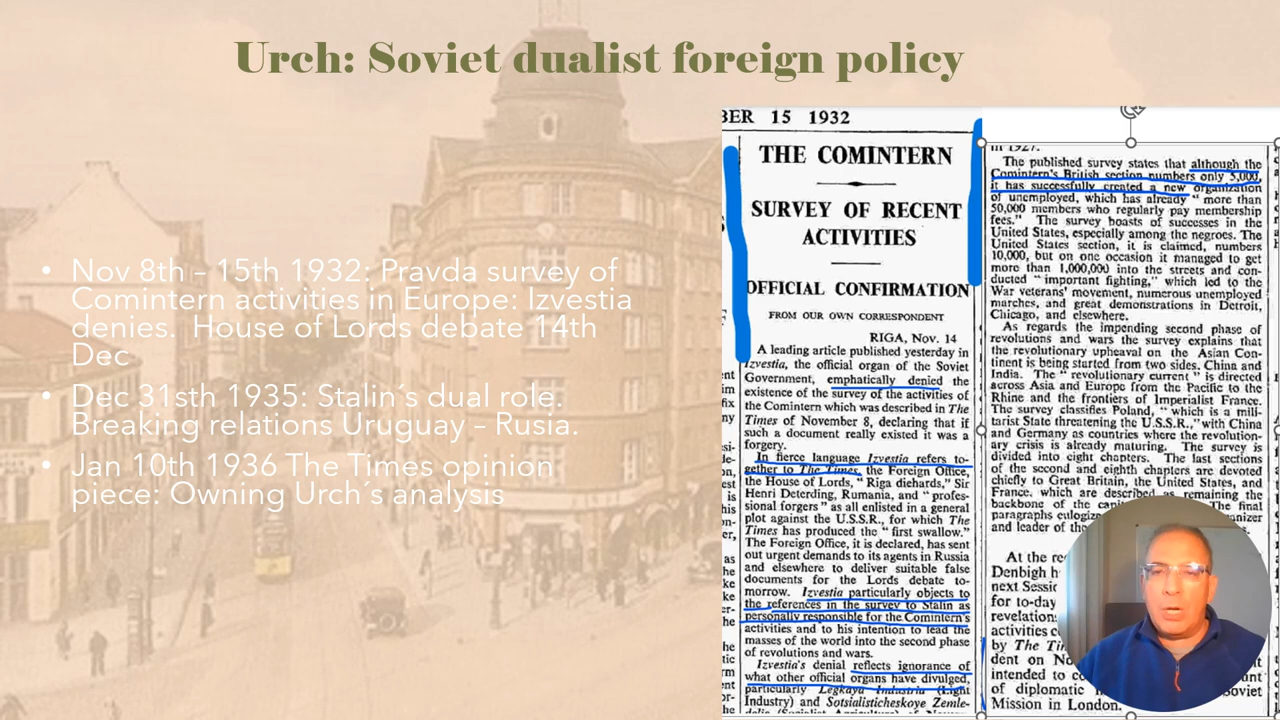 Urch: Soviet dualist foreign policy
• Nov 8th – 15th 1932: Pravda survey of
Comintern activities in Europe: Izvestia
denies. House of Lords debate 14th
Dec
• Dec 31sth 1935: Stalin´s dual role.
Breaking relations Uruguay – Rusia.
• Jan 10th 1936 The Times opinion
piece: Owning Urch´s analysis
BER 15 1932
THE COMINTERN
SURVEY OF RECENT
ACTIVITIES
OFFICIAL CONFIRMATION
FROM OUR OWN CORRESPONDENT
RIGA, Nov. 14
A leading article published yesterday in
Izvestia, the official organ of the Soviet
Government, emphatically denied the
existence of the survey of the activities of
the Comintern which was described in The
Times of November 8, declaring that if
such a document really existed it was a
forgery.
In fierce language Izvestia refers to-
gether to The Times, the Foreign Office,
the House of Lords, "Riga diehards," Sir
Henri Deterding, Rumania, and "profes-
sional forgers" as all enlisted in a general
plot against the U.S.S.R., for which The
Times has produced the "first swallow."
The Foreign Office, it is declared, has sent
out urgent demands to its agents in Russia
and elsewhere to deliver suitable false
documents for the Lords debate to-
morrow. Izvestia particularly objects to
the references in the survey to Stalin as
personally responsible for the Comintern's
activities and to his intention to lead the
masses of the world into the second phase
of revolutions and wars.
Izvestia's denial reflects ignorance of
what other official organs have divulged,
particularly Legkaya Industria (Light
Industry) and Sotsialisticheskoye Zemle-
in 1927.
The published survey states that although the
Comintern's British section numbers only 5,000,
it has successfully created a new organization
of unemployed, which has already "more than
50,000 members who regularly pay membership
fees." The survey boasts of successes in the
United States, especially among the negroes. The
United States section, it is claimed, numbers
10,000, but on one occasion it managed to get
more than 1,000,000 into the streets and con-
ducted "important fighting," which led to the
War veterans' movement, numerous unemployed
marches, and great demonstrations in Detroit,
Chicago, and elsewhere.
As regards the impending second phase of
revolutions and wars the survey explains that
the revolutionary upheaval on the Asian Con-
tinent is being started from two sides. China and
India. The "revolutionary current" is directed
across Asia and Europe from the Pacific to the
Rhine and the frontiers of Imperialist France.
The survey classifies Poland, "which is a mili-
tarist State threatening the U.S.S.R.," with China
and Germany as countries where the revolution-
ary crisis is already maturing. The survey is
divided into eight chapters. The last sections
of the second and eighth chapters are devoted
chiefly to Great Britain, the United States, and
France, which are described as remaining the
backbone of the The final
paragraphs
and leader of
At the
Denbigh
next
for to-day
activities
by The
dent on
intended to
of diplomatic Soviet
Mission in London.